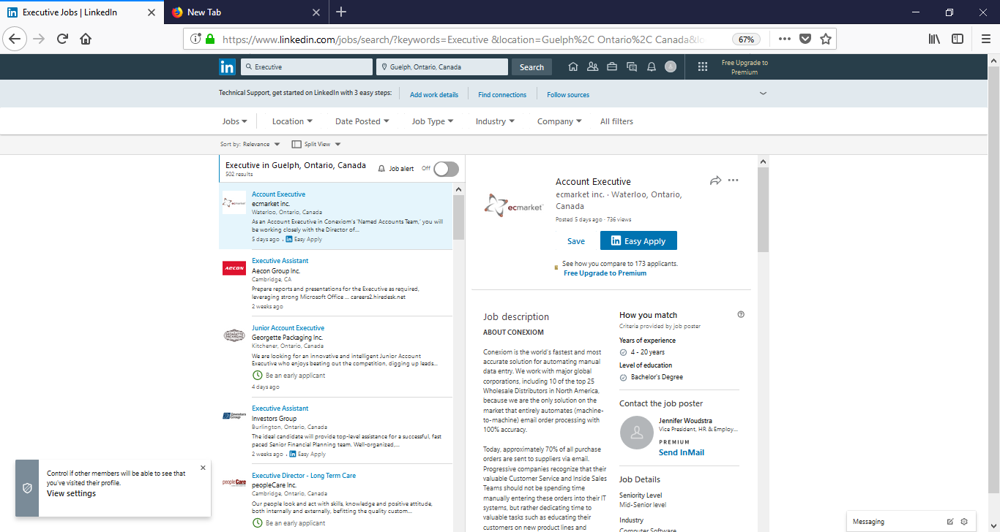 Executive Jobs | LinkedIn
New Tab
https://www.linkedin.com/jobs/search/?keywords=Executive &location=Guelph%2C Ontario%2C Canada&lo
67%
in
Executive
Guelph, Ontario, Canada
Search
Free Upgrade to
Premium
Technical Support, get started on LinkedIn with 3 easy steps:
Add work details
Find connections
Follow sources
Jobs
Location
Date Posted
Job Type
Industry
Company
All filters
Sort by: Relevance
Split View
Executive in Guelph, Ontario, Canada
502 results
Job alert
Off
ecmarket
Account Executive
ecmarket inc.
Waterloo, Ontario, Canada
As an Account Executive in Conexiom's 'Named Accounts Team,' you will
be working closely with the Director of...
5 days ago · in Easy Apply
AECON
Executive Assistant
Aecon Group Inc.
Cambridge, CA
Prepare reports and presentations for the Executive as required,
leveraging strong Microsoft Office ... careers2.hiredesk.net
2 weeks ago
GEORGETTE
PACKAGING
Junior Account Executive
Georgette Packaging Inc.
Kitchener, Ontario, Canada
We are looking for an innovative and intelligent Junior Account
Executive who enjoys beating out the competition, digging up leads...
Be an early applicant
4 days ago
Investors
Group
Executive Assistant
Investors Group
Burlington, Ontario, Canada
The ideal candidate will provide top-level assistance for a successful, fast
paced Senior Financial Planning team. Well-organized,...
2 weeks ago · in Easy Apply
peopleCare
Executive Director - Long Term Care
peopleCare Inc.
Cambridge, Ontario, Canada
Our people look and act with skills, knowledge and positive attitude,
both internally and externally, befitting the quality custom...
Be an early applicant
ecmarket
Account Executive
ecmarket inc. · Waterloo, Ontario,
Canada
Posted 5 days ago · 736 views
Save
in Easy Apply
See how you compare to 173 applicants.
Free Upgrade to Premium
Job description
ABOUT CONEXIOM
Conexiom is the world's fastest and most
accurate solution for automating manual
data entry. We work with major global
corporations, including 10 of the top 25
Wholesale Distributors in North America,
because we are the only solution on the
market that entirely automates (machine-
to-machine) email order processing with
100% accuracy.
Today, approximately 70% of all purchase
orders are sent to suppliers via email.
Progressive companies recognize that their
valuable Customer Service and Inside Sales
Teams should not be spending time
manually entering these orders into their IT
systems, but rather dedicating time to
valuable tasks such as educating their
customers on new product lines and
How you match
Criteria provided by job poster
Years of experience
4 - 20 years
Level of education
Bachelor's Degree
Contact the job poster
Jennifer Woudstra
Vice President, HR & Employ...
PREMIUM
Send InMail
Job Details
Seniority Level
Mid-Senior level
Industry
Computer Software
Control if other members will be able to see that
you've visited their profile.
View settings
Messaging